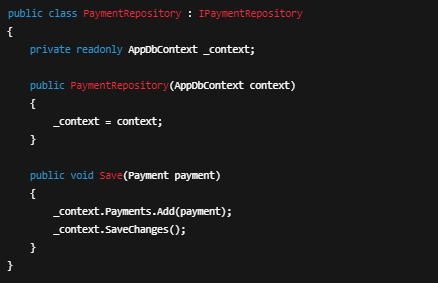 public class PaymentRepository : IPaymentRepository
{
    private readonly AppDbContext _context;

    public PaymentRepository(AppDbContext context)
    {
        _context = context;
    }

    public void Save(Payment payment)
    {
        _context.Payments.Add(payment);
        _context.SaveChanges();
    }
}